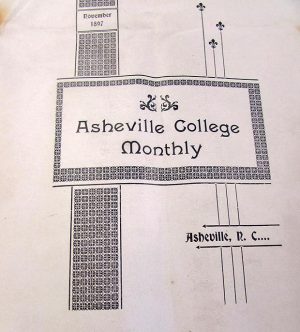 November
1897
Asheville College
Monthly
Asheville, N. C....